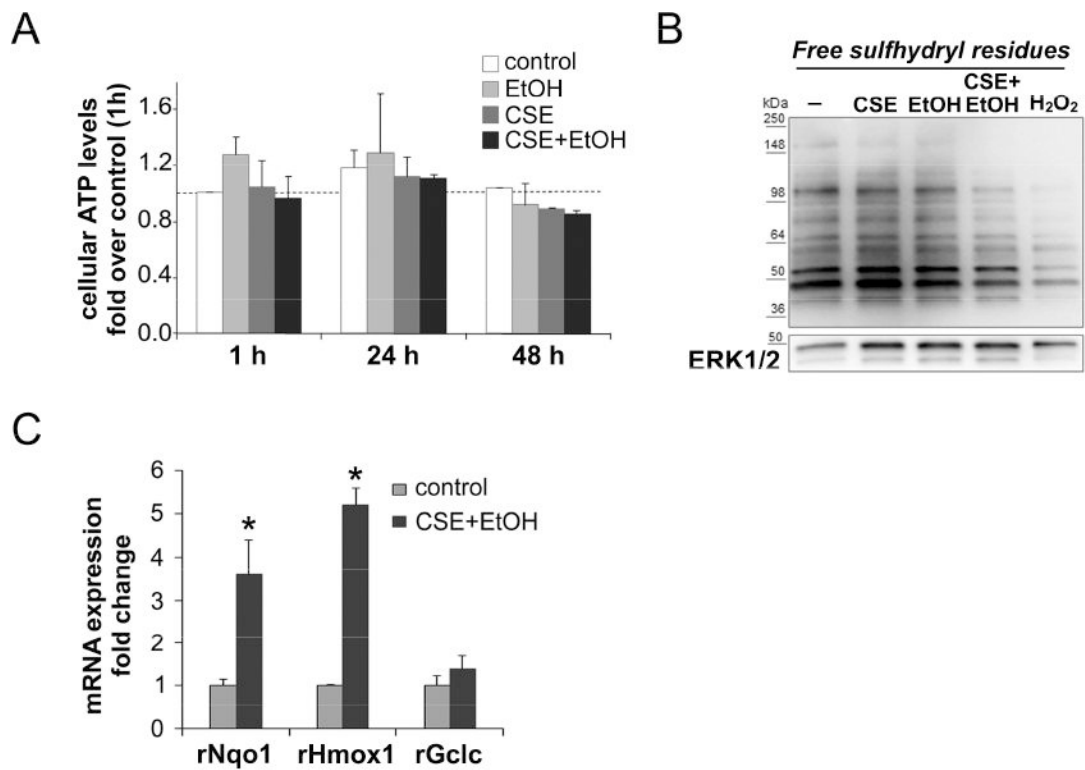 A
control
EtOH
CSE
CSE+EtOH
cellular ATP levels
fold over control (1h)
1.6
1.2
0.8
0.4
0.0
1 h 24 h 48 h
B
Free sulfhydryl residues
kDa – CSE EtOH CSE+ EtOH H₂O₂
250
148
98
64
50
36
50
ERK1/2
C
mRNA expression
fold change
6
5
4
3
2
1
0
* *
control
CSE+EtOH
rNqo1 rHmox1 rGclc